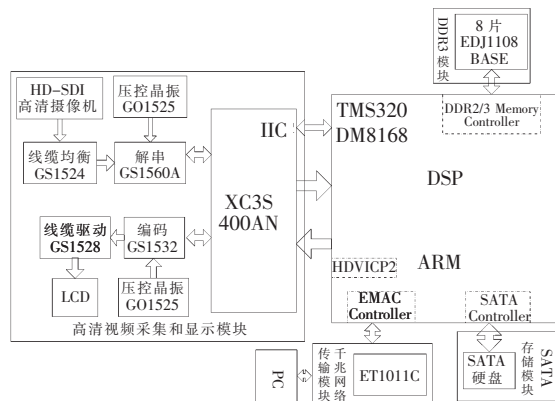 DDR3 模块
8 片
EDJ1108
BASE
HD-SDI
高清摄像机
压控晶振
GO1525
线缆均衡
GS1524
解串
GS1560A
线缆驱动
GS1528
编码
GS1532
LCD
压控晶振
GO1525
高清视频采集和显示模块
XC3S
400AN
IIC
TMS320
DM8168
DDR2/3 Memory
Controller
DSP
ARM
HDVICP2
EMAC
Controller
SATA
Controller
PC
千兆网络
传输模块
ET1011C
SATA
硬盘
SATA
存储模块